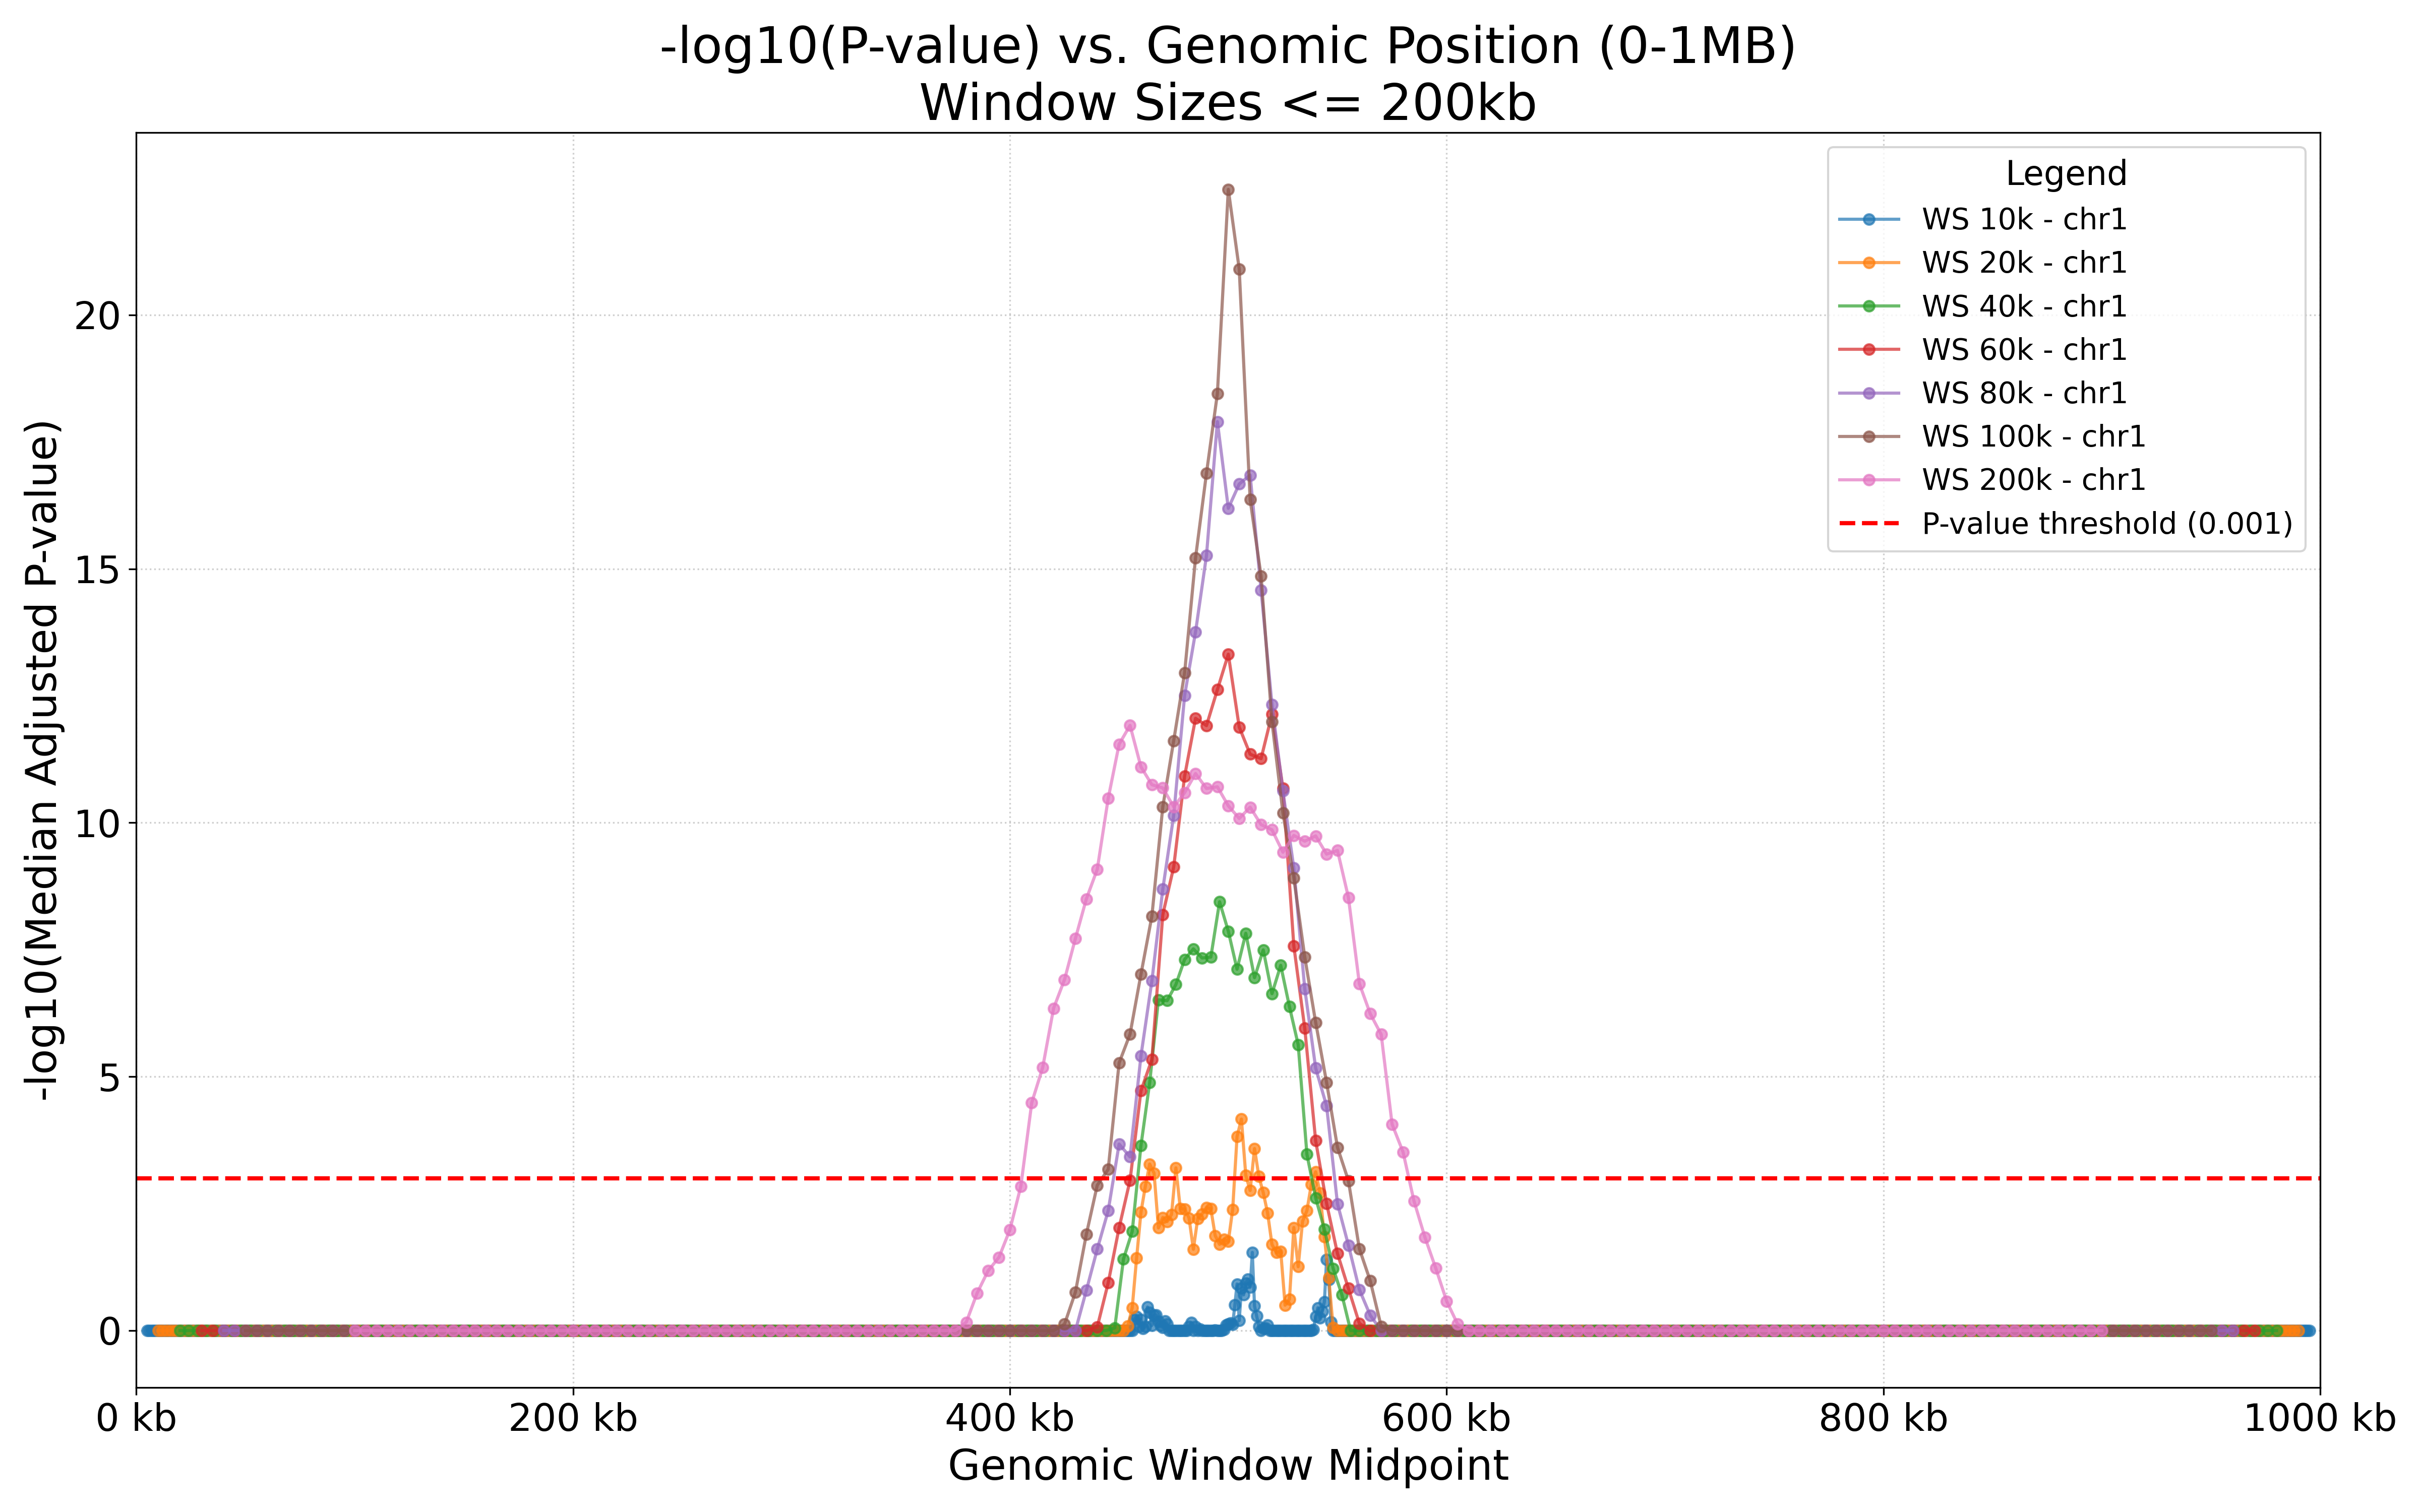 -log10(P-value) vs. Genomic Position (0-1MB)
Window Sizes <= 200kb
Legend
WS 10k - chr1
WS 20k - chr1
WS 40k - chr1
WS 60k - chr1
WS 80k - chr1
WS 100k - chr1
WS 200k - chr1
P-value threshold (0.001)
-log10(Median Adjusted P-value)
20
15
10
5
0
0 kb
200 kb
400 kb
600 kb
800 kb
1000 kb
Genomic Window Midpoint